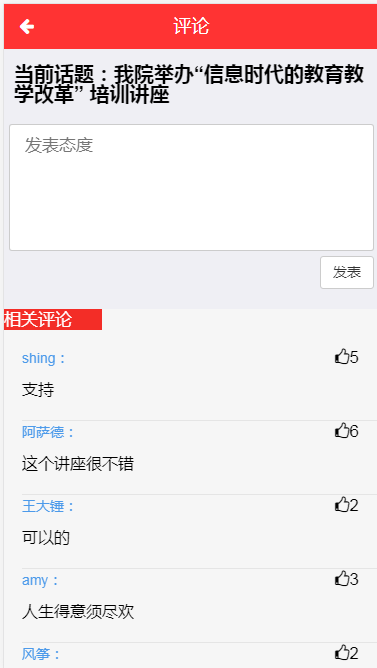 评论
当前话题：我院举办“信息时代的教育教
学改革” 培训讲座
发表态度
发表
相关评论
shing： 5
支持
阿萨德： 6
这个讲座很不错
王大锤： 2
可以的
amy： 3
人生得意须尽欢
风筝： 2